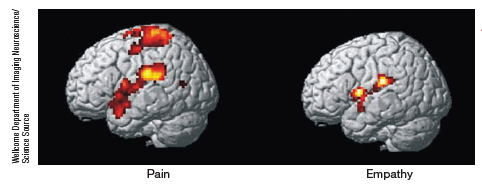 Wellcome Department of Imaging Neuroscience/
Science Source
Pain
Empathy